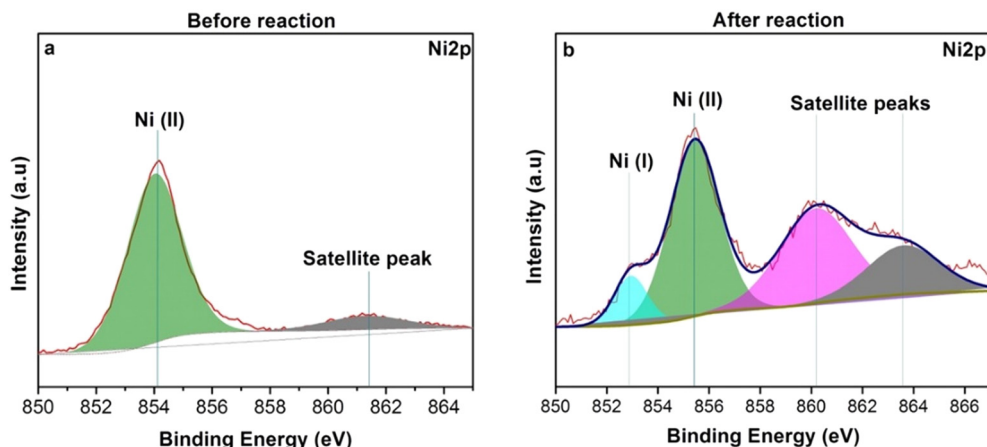 Before reaction
a
Ni2p
Ni (II)
Satellite peak
Intensity (a.u)
850 852 854 856 858 860 862 864
Binding Energy (eV)
After reaction
b
Ni2p
Ni (II)
Satellite peaks
Ni (I)
Intensity (a.u)
850 852 854 856 858 860 862 864 866
Binding Energy (eV)